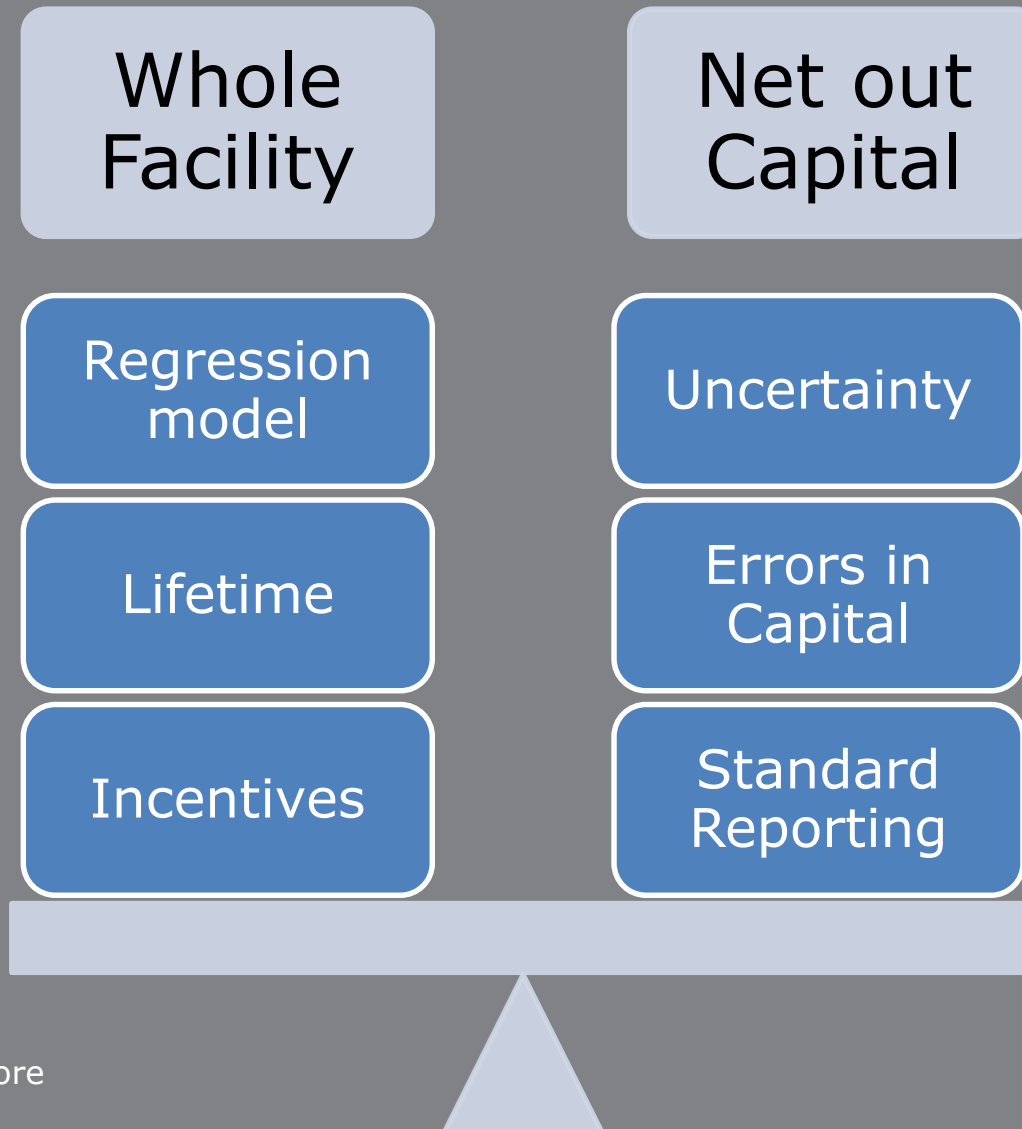 Whole
Facility
Net out
Capital
Regression
model
Lifetime
Incentives
Uncertainty
Errors in
Capital
Standard
Reporting